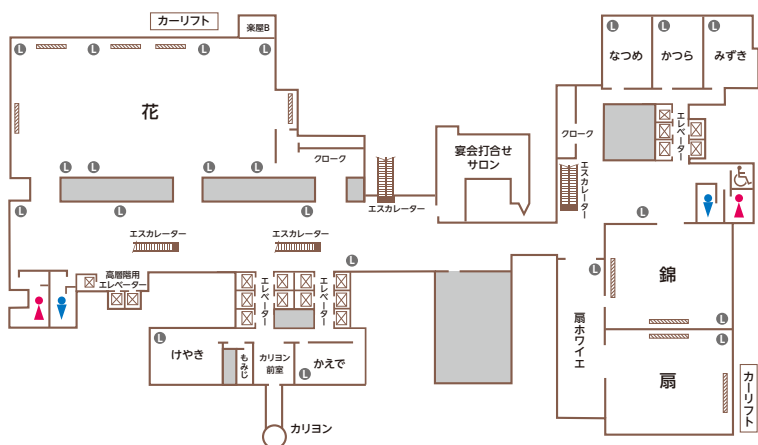 カーリフト
楽屋B
L
L
L
L
L
L
L
なつめ
かつら
みずき
花
クローク
宴会打合せ
サロン
クローク
エレベーター
エスカレーター
エスカレーター
L
L
L
L
L
L
L
L
エスカレーター
エスカレーター
L
L
錦
高層階用
エレベーター
エレベーター
エレベーター
扇ホワイエ
L
L
L
けやき
もみじ
カリヨン
前室
かえで
L
扇
カーリフト
カリヨン